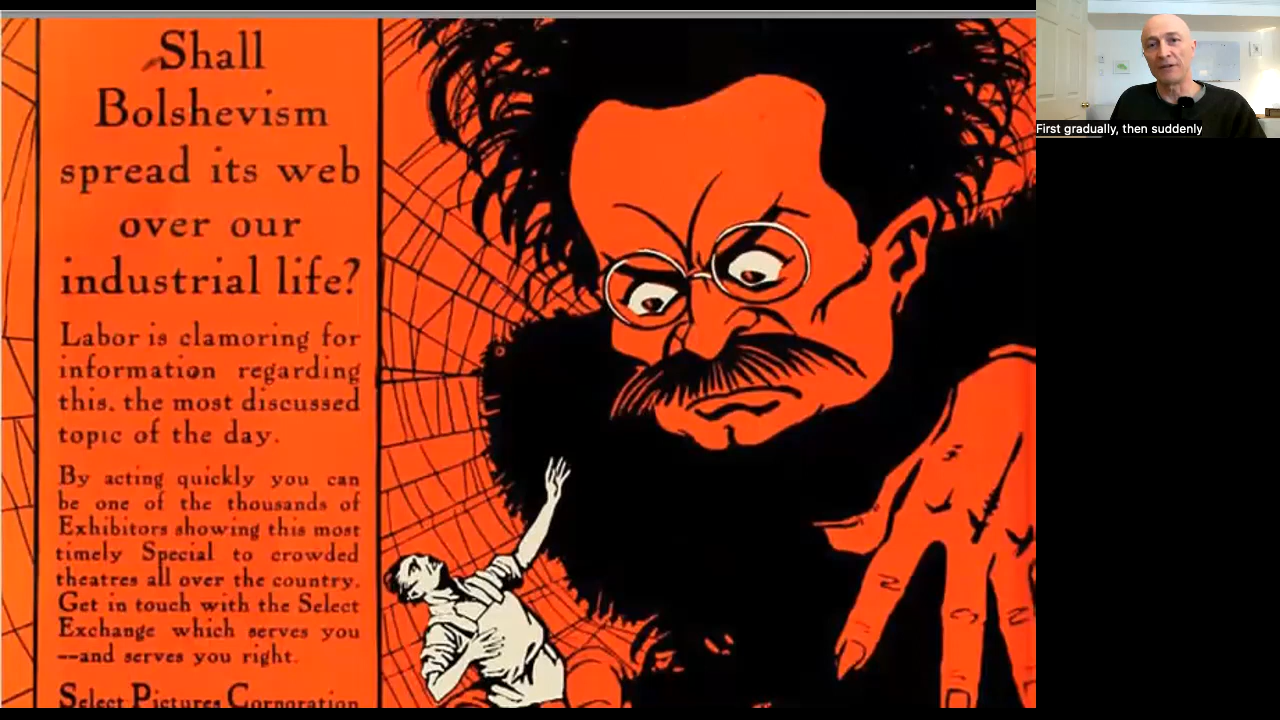 Shall
Bolshevism
spread its web
over our
industrial life?
Labor is clamoring for
information regarding
this, the most discussed
topic of the day.
By acting quickly you can
be one of the thousands of
Exhibitors showing this most
timely Special to crowded
theatres all over the country.
Get in touch with the Select
Exchange which serves you
—and serves you right.
Select Pictures Corporation
First gradually, then suddenly